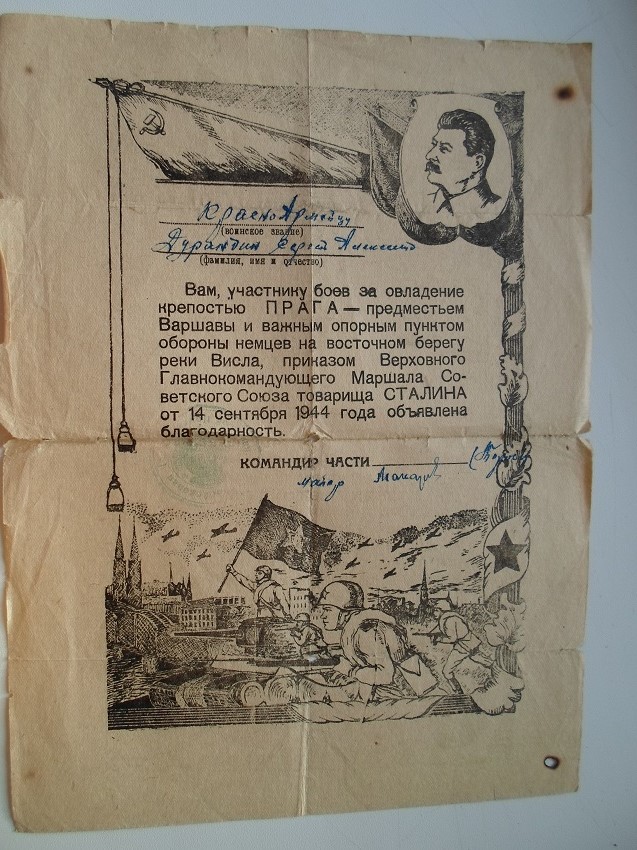 Красноармейцу
(воинское звание)
Дурандин Сергей
(фамилия, имя и отчество)
Вам, участнику боев за овладение
крепостью ПРАГА — предместьем
Варшавы и важным опорным пунктом
обороны немцев на восточном берегу
реки Висла, приказом Верховного
Главнокомандующего Маршала Со-
ветского Союза товарища СТАЛИНА
от 14 сентября 1944 года объявлена
благодарность.
КОМАНДИР ЧАСТИ
майор